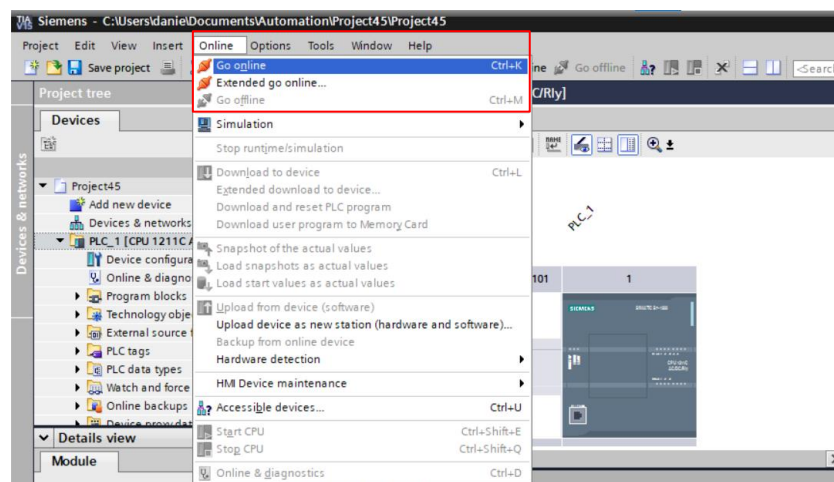 Siemens - C:\Users\danie\Documents\Automation\Project45\Project45
Project Edit View Insert Online Options Tools Window Help
Save project
Go offline
Project tree
C/Rly]
Devices
Devices & networks
Project45
Add new device
Devices & networks
PLC_1 [CPU 1211C A
Device configura
Online & diagno
Program blocks
Technology obje
External source f
PLC tags
PLC data types
Watch and force
Online backups
Device proxy dat
Details view
Module
Go online Ctrl+K
Extended go online...
Go offline Ctrl+M
Simulation
Stop runtime/simulation
Download to device Ctrl+L
Extended download to device...
Download and reset PLC program
Download user program to Memory Card
Snapshot of the actual values
Load snapshots as actual values
Load start values as actual values
Upload from device (software)
Upload device as new station (hardware and software)...
Backup from online device
Hardware detection
HMI Device maintenance
Accessible devices... Ctrl+U
Start CPU Ctrl+Shift+E
Stop CPU Ctrl+Shift+Q
Online & diagnostics Ctrl+D
PLC_1
101 1
SIEMENS